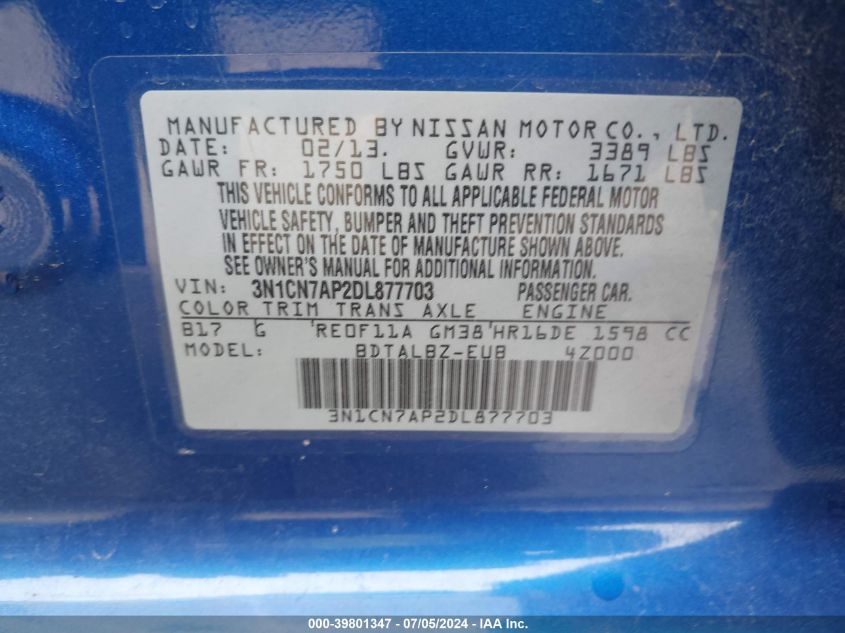 MANUFACTURED BY NISSAN MOTOR CO., LTD.
DATE: 02/13. GVWR: 3389 LBS
GAWR FR: 1750 LBS GAWR RR: 1671 LBS
THIS VEHICLE CONFORMS TO ALL APPLICABLE FEDERAL MOTOR
VEHICLE SAFETY, BUMPER AND THEFT PREVENTION STANDARDS
IN EFFECT ON THE DATE OF MANUFACTURE SHOWN ABOVE.
SEE OWNER'S MANUAL FOR ADDITIONAL INFORMATION.
VIN: 3N1CN7AP2DL877703 PASSENGER CAR.
COLOR TRIM TRANS AXLE ENGINE
B17 G RE0F11A GM38 HR16DE 1598 CC
MODEL: BDTALBZ-EUB 4Z000
3N1CN7AP2DL877703
000-39801347 - 07/05/2024 - IAA Inc.